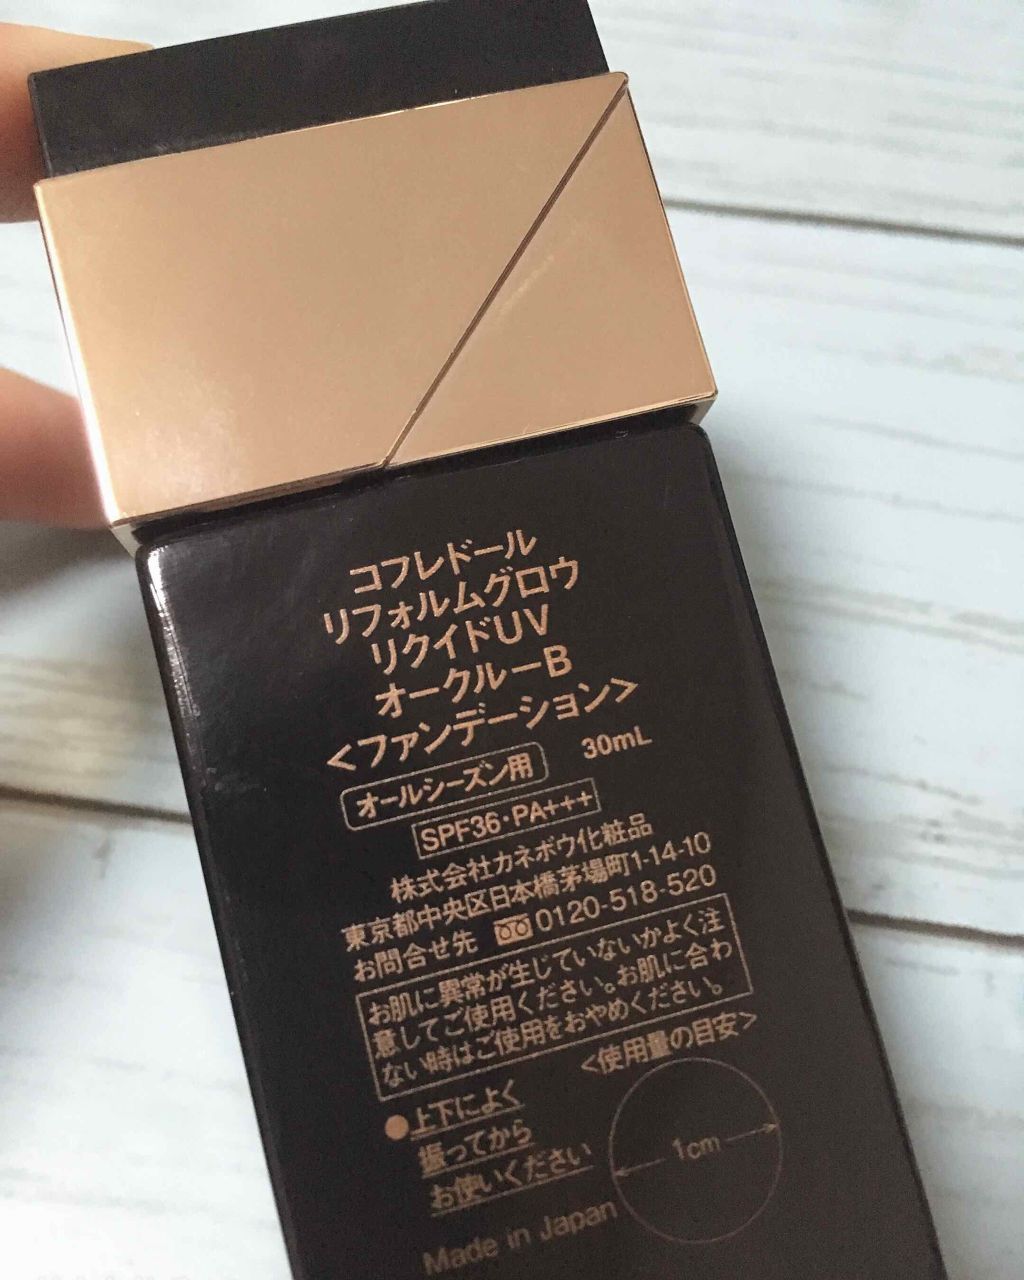 コフレドール
リフォルムグロウ
リクイドUV
オークルーB
<ファンデーション>
オールシーズン用 30mL
SPF36・PA+++
株式会社カネボウ化粧品
東京都中央区日本橋茅場町1-14-10
お問合せ先 0120-518-520
お肌に異常が生じていないかよく注
意してご使用ください。お肌に合わ
ない時はご使用をおやめください。
<使用量の目安>
●上下によく
振ってから
お使いください
1cm
Made in Japan